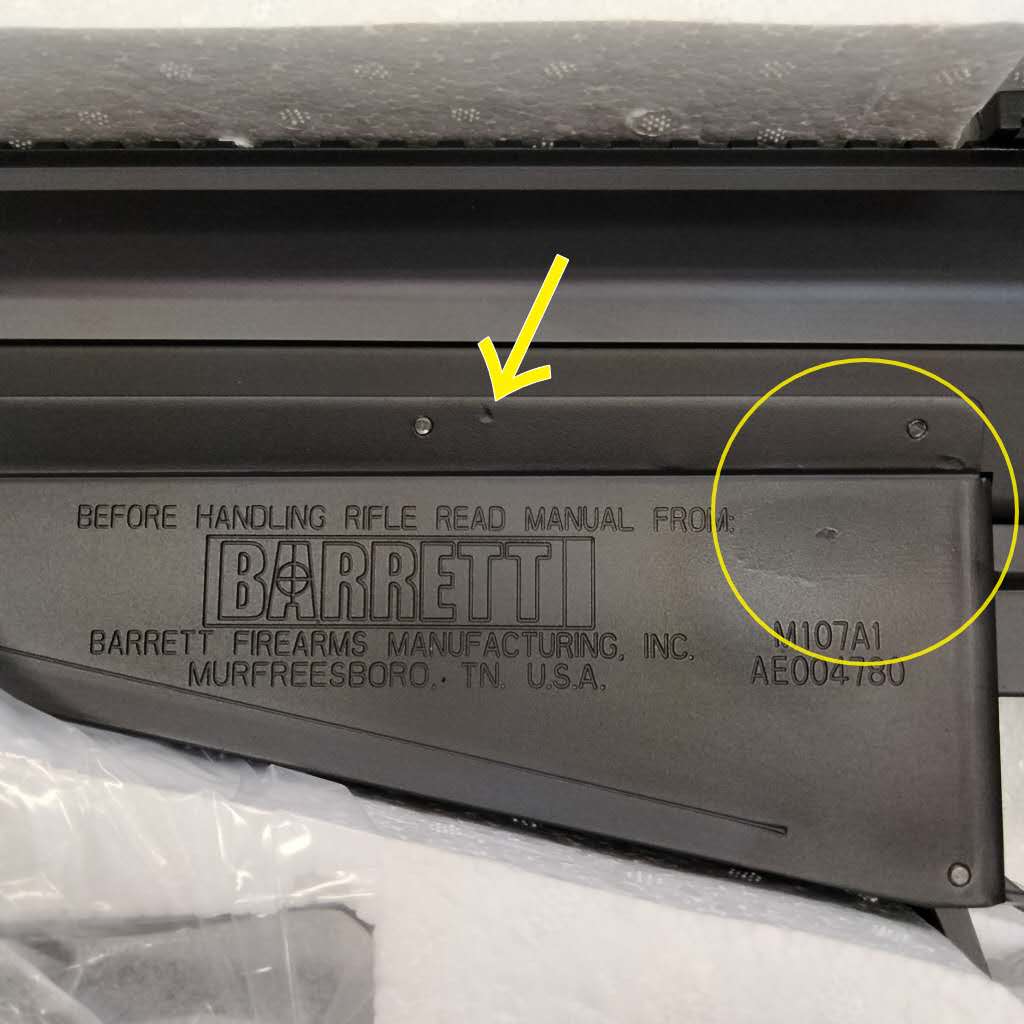 BEFORE HANDLING RIFLE READ MANUAL FROM:
BARRETT
BARRETT FIREARMS MANUFACTURING, INC.
MURFREESBORO, TN. U.S.A.
M107A1
AE004780